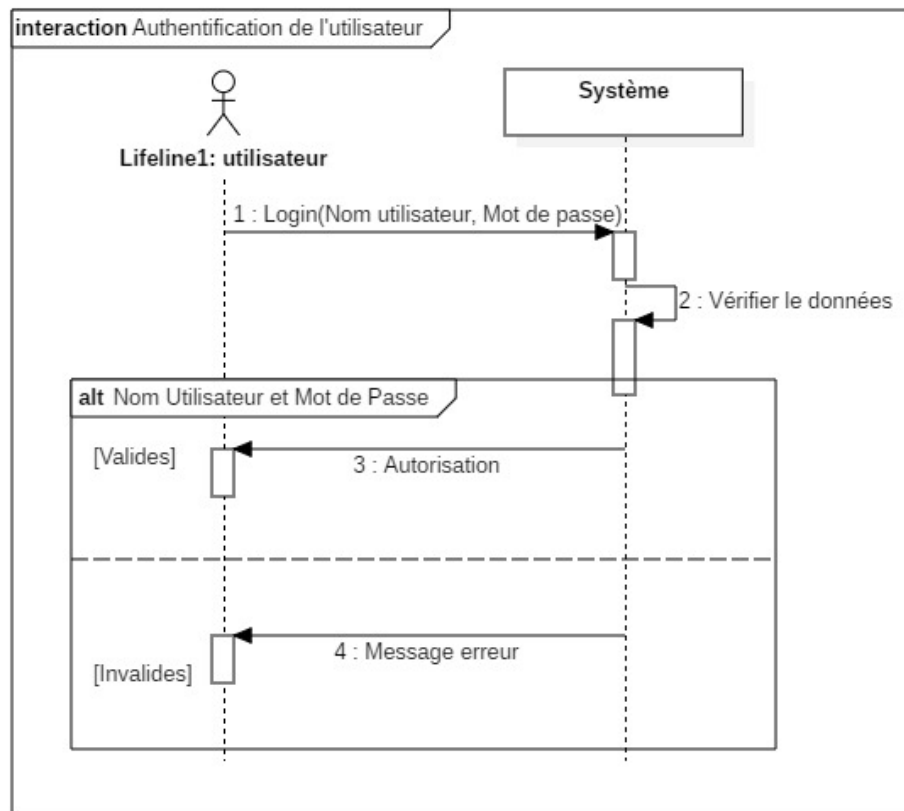 interaction Authentification de l'utilisateur
Système
Lifeline1: utilisateur
1 : Login(Nom utilisateur, Mot de passe)
2 : Vérifier le données
alt Nom Utilisateur et Mot de Passe
[Valides]
3 : Autorisation
4 : Message erreur
[Invalides]